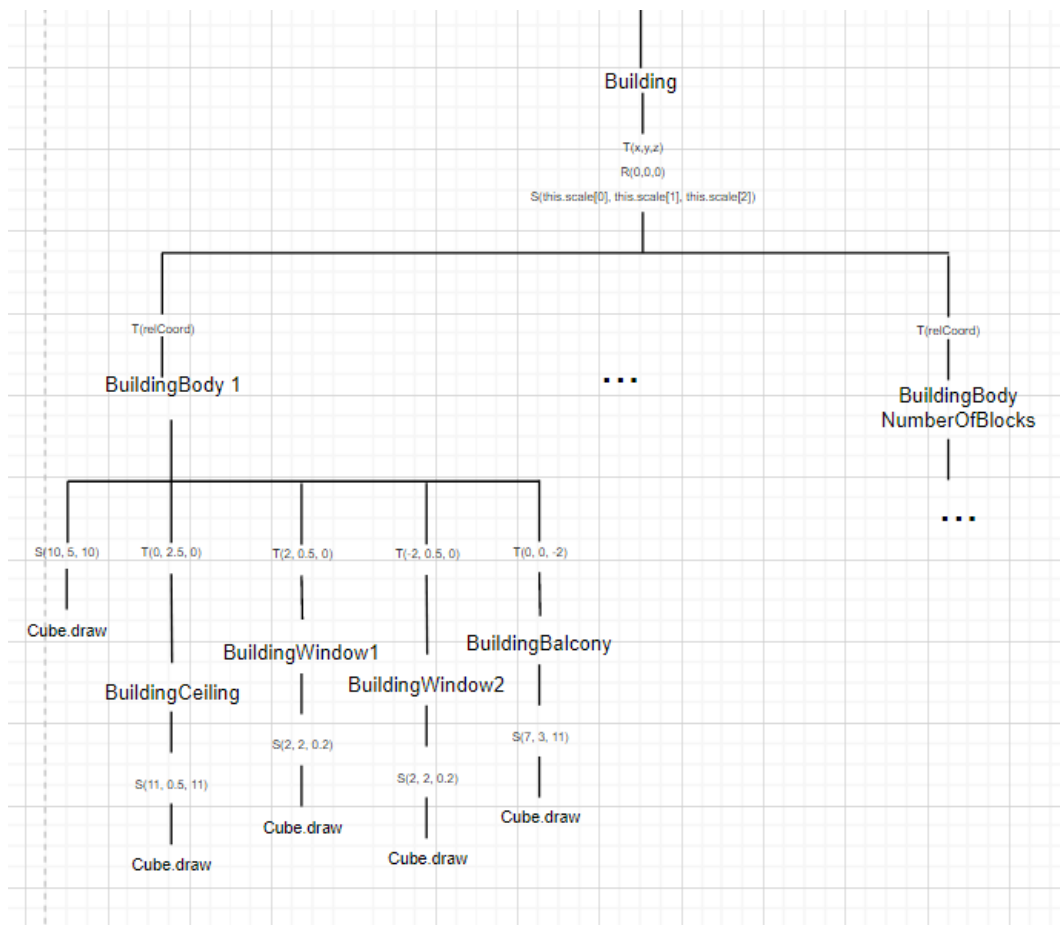 Building
T(x,y,z)
R(0,0,0)
S(this.scale[0], this.scale[1], this.scale[2])
T(relCoord)
T(relCoord)
BuildingBody 1
...
BuildingBody
NumberOfBlocks
...
S(10, 5, 10)
T(0, 2.5, 0)
T(2, 0.5, 0)
T(-2, 0.5, 0)
T(0, 0, -2)
Cube.draw
BuildingCeiling
BuildingWindow1
BuildingWindow2
BuildingBalcony
S(11, 0.5, 11)
S(2, 2, 0.2)
S(2, 2, 0.2)
S(7, 3, 11)
Cube.draw
Cube.draw
Cube.draw
Cube.draw